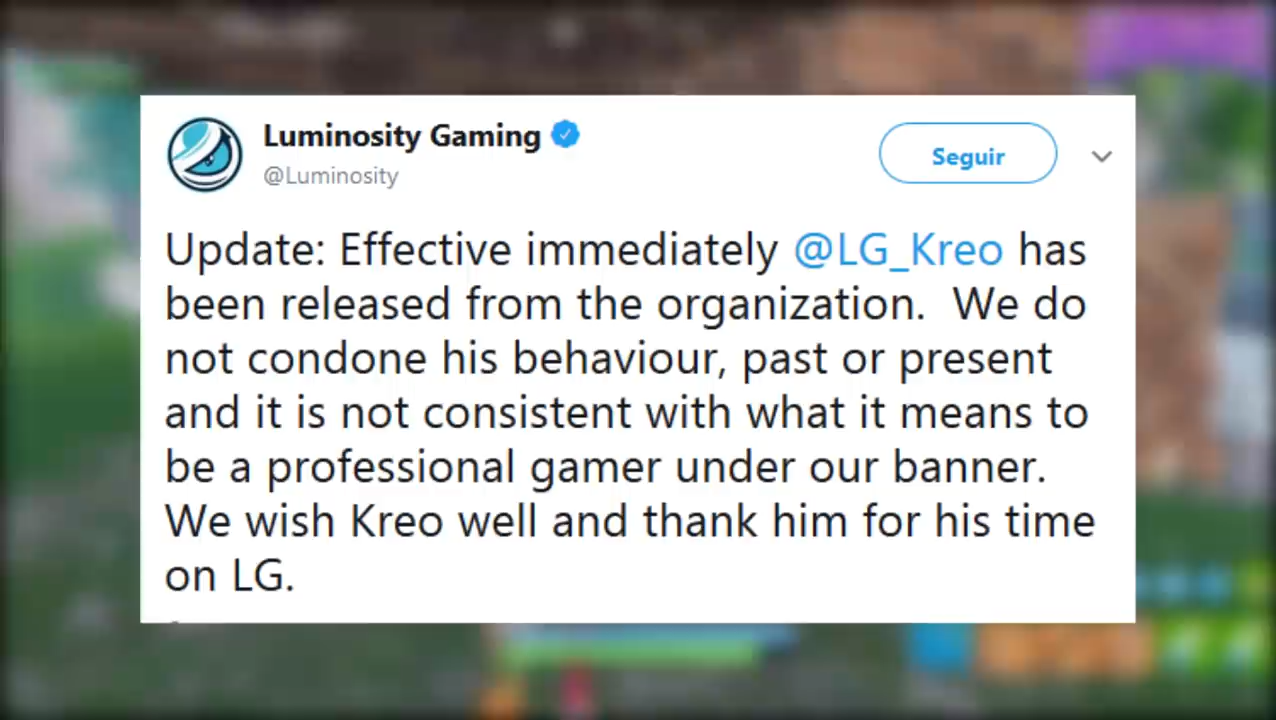 Luminosity Gaming
@Luminosity
Seguir
Update: Effective immediately @LG_Kreo has
been released from the organization.  We do
not condone his behaviour, past or present
and it is not consistent with what it means to
be a professional gamer under our banner.
We wish Kreo well and thank him for his time
on LG.